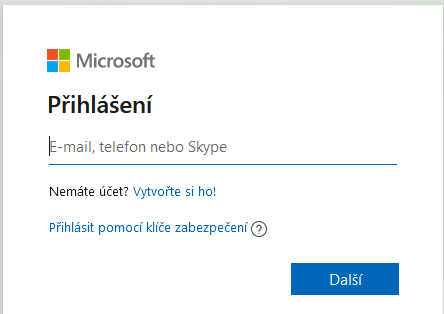 Microsoft
Přihlášení
E-mail, telefon nebo Skype
Nemáte účet? Vytvořte si ho!
Přihlásit pomocí klíče zabezpečení ?
Další